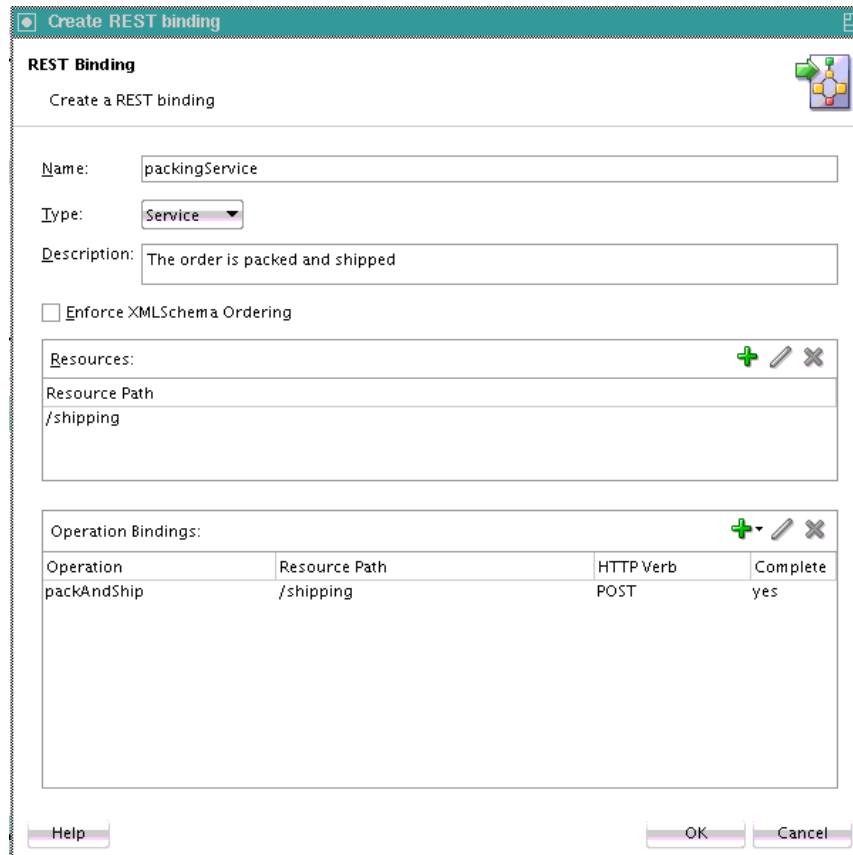 Create REST binding
REST Binding
Create a REST binding
Name: packingService
Type: Service
Description: The order is packed and shipped
Enforce XMLSchema Ordering
Resources:
Resource Path
/shipping
Operation Bindings:
Operation Resource Path HTTP Verb Complete
packAndShip /shipping POST yes
Help OK Cancel